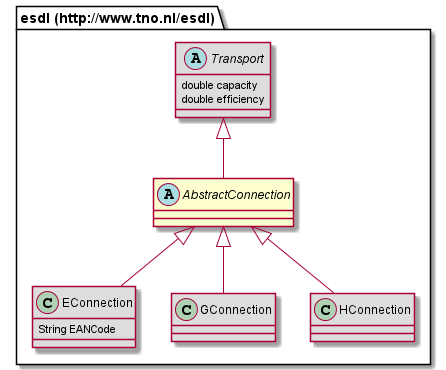 esdl (http://www.tno.nl/esdl)
A Transport
double capacity
double efficiency
A AbstractConnection
C EConnection
String EANCode
C GConnection
C HConnection